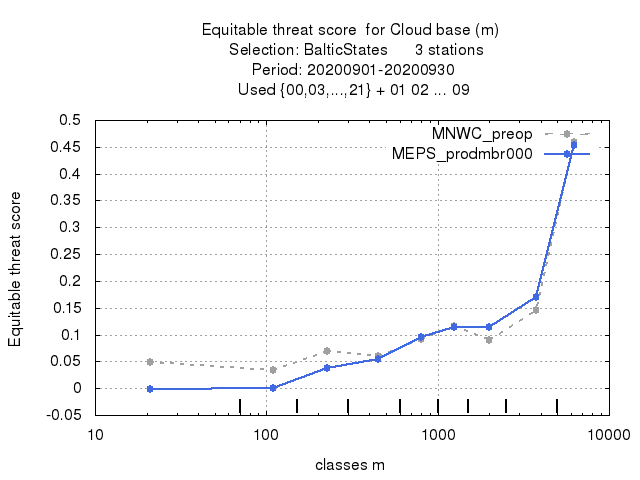 Equitable threat score  for Cloud base (m)
Selection: BalticStates      3 stations
Period: 20200901-20200930
Used {00,03,...,21} + 01 02 ... 09
MNWC_preop
MEPS_prodmbr000
Equitable threat score
0.5
0.45
0.4
0.35
0.3
0.25
0.2
0.15
0.1
0.05
0
-0.05
10 100 1000 10000
classes m